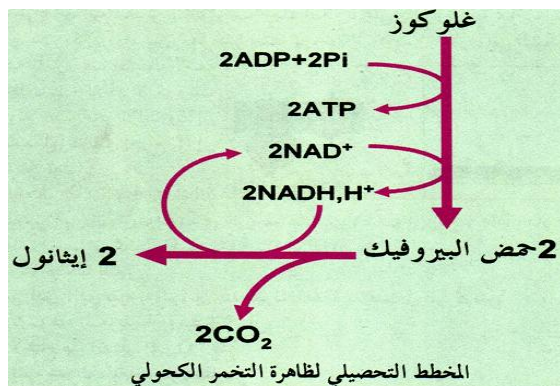 غلوكوز
2ADP+2Pi
2ATP
2NAD⁺
2NADH,H⁺
2حمض البيروفيك
2 إيثانول
2CO₂
المخطط التحصيلي لظاهرة التخمر الكحولي